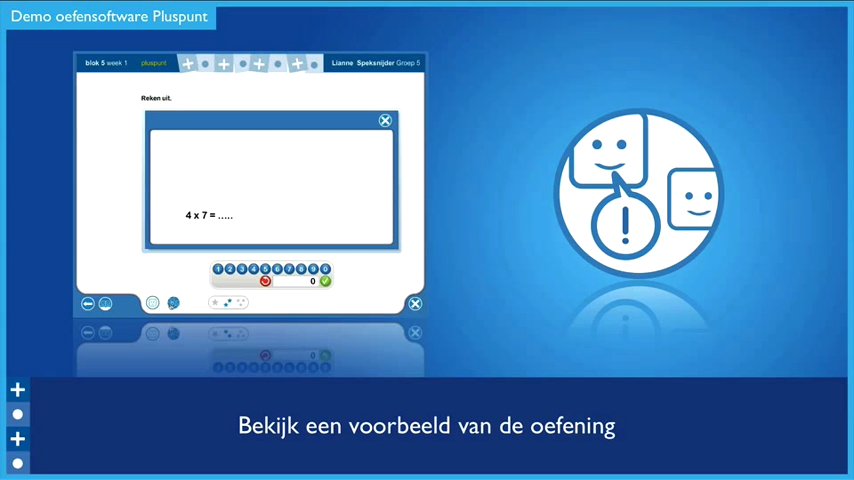 Demo oefensoftware Pluspunt
blok 5 week 1 pluspunt Lianne Speksnijder Groep 5
Reken uit.
4 x 7 = .....
1 2 3 4 5 6 7 8 9 0
0
Bekijk een voorbeeld van de oefening